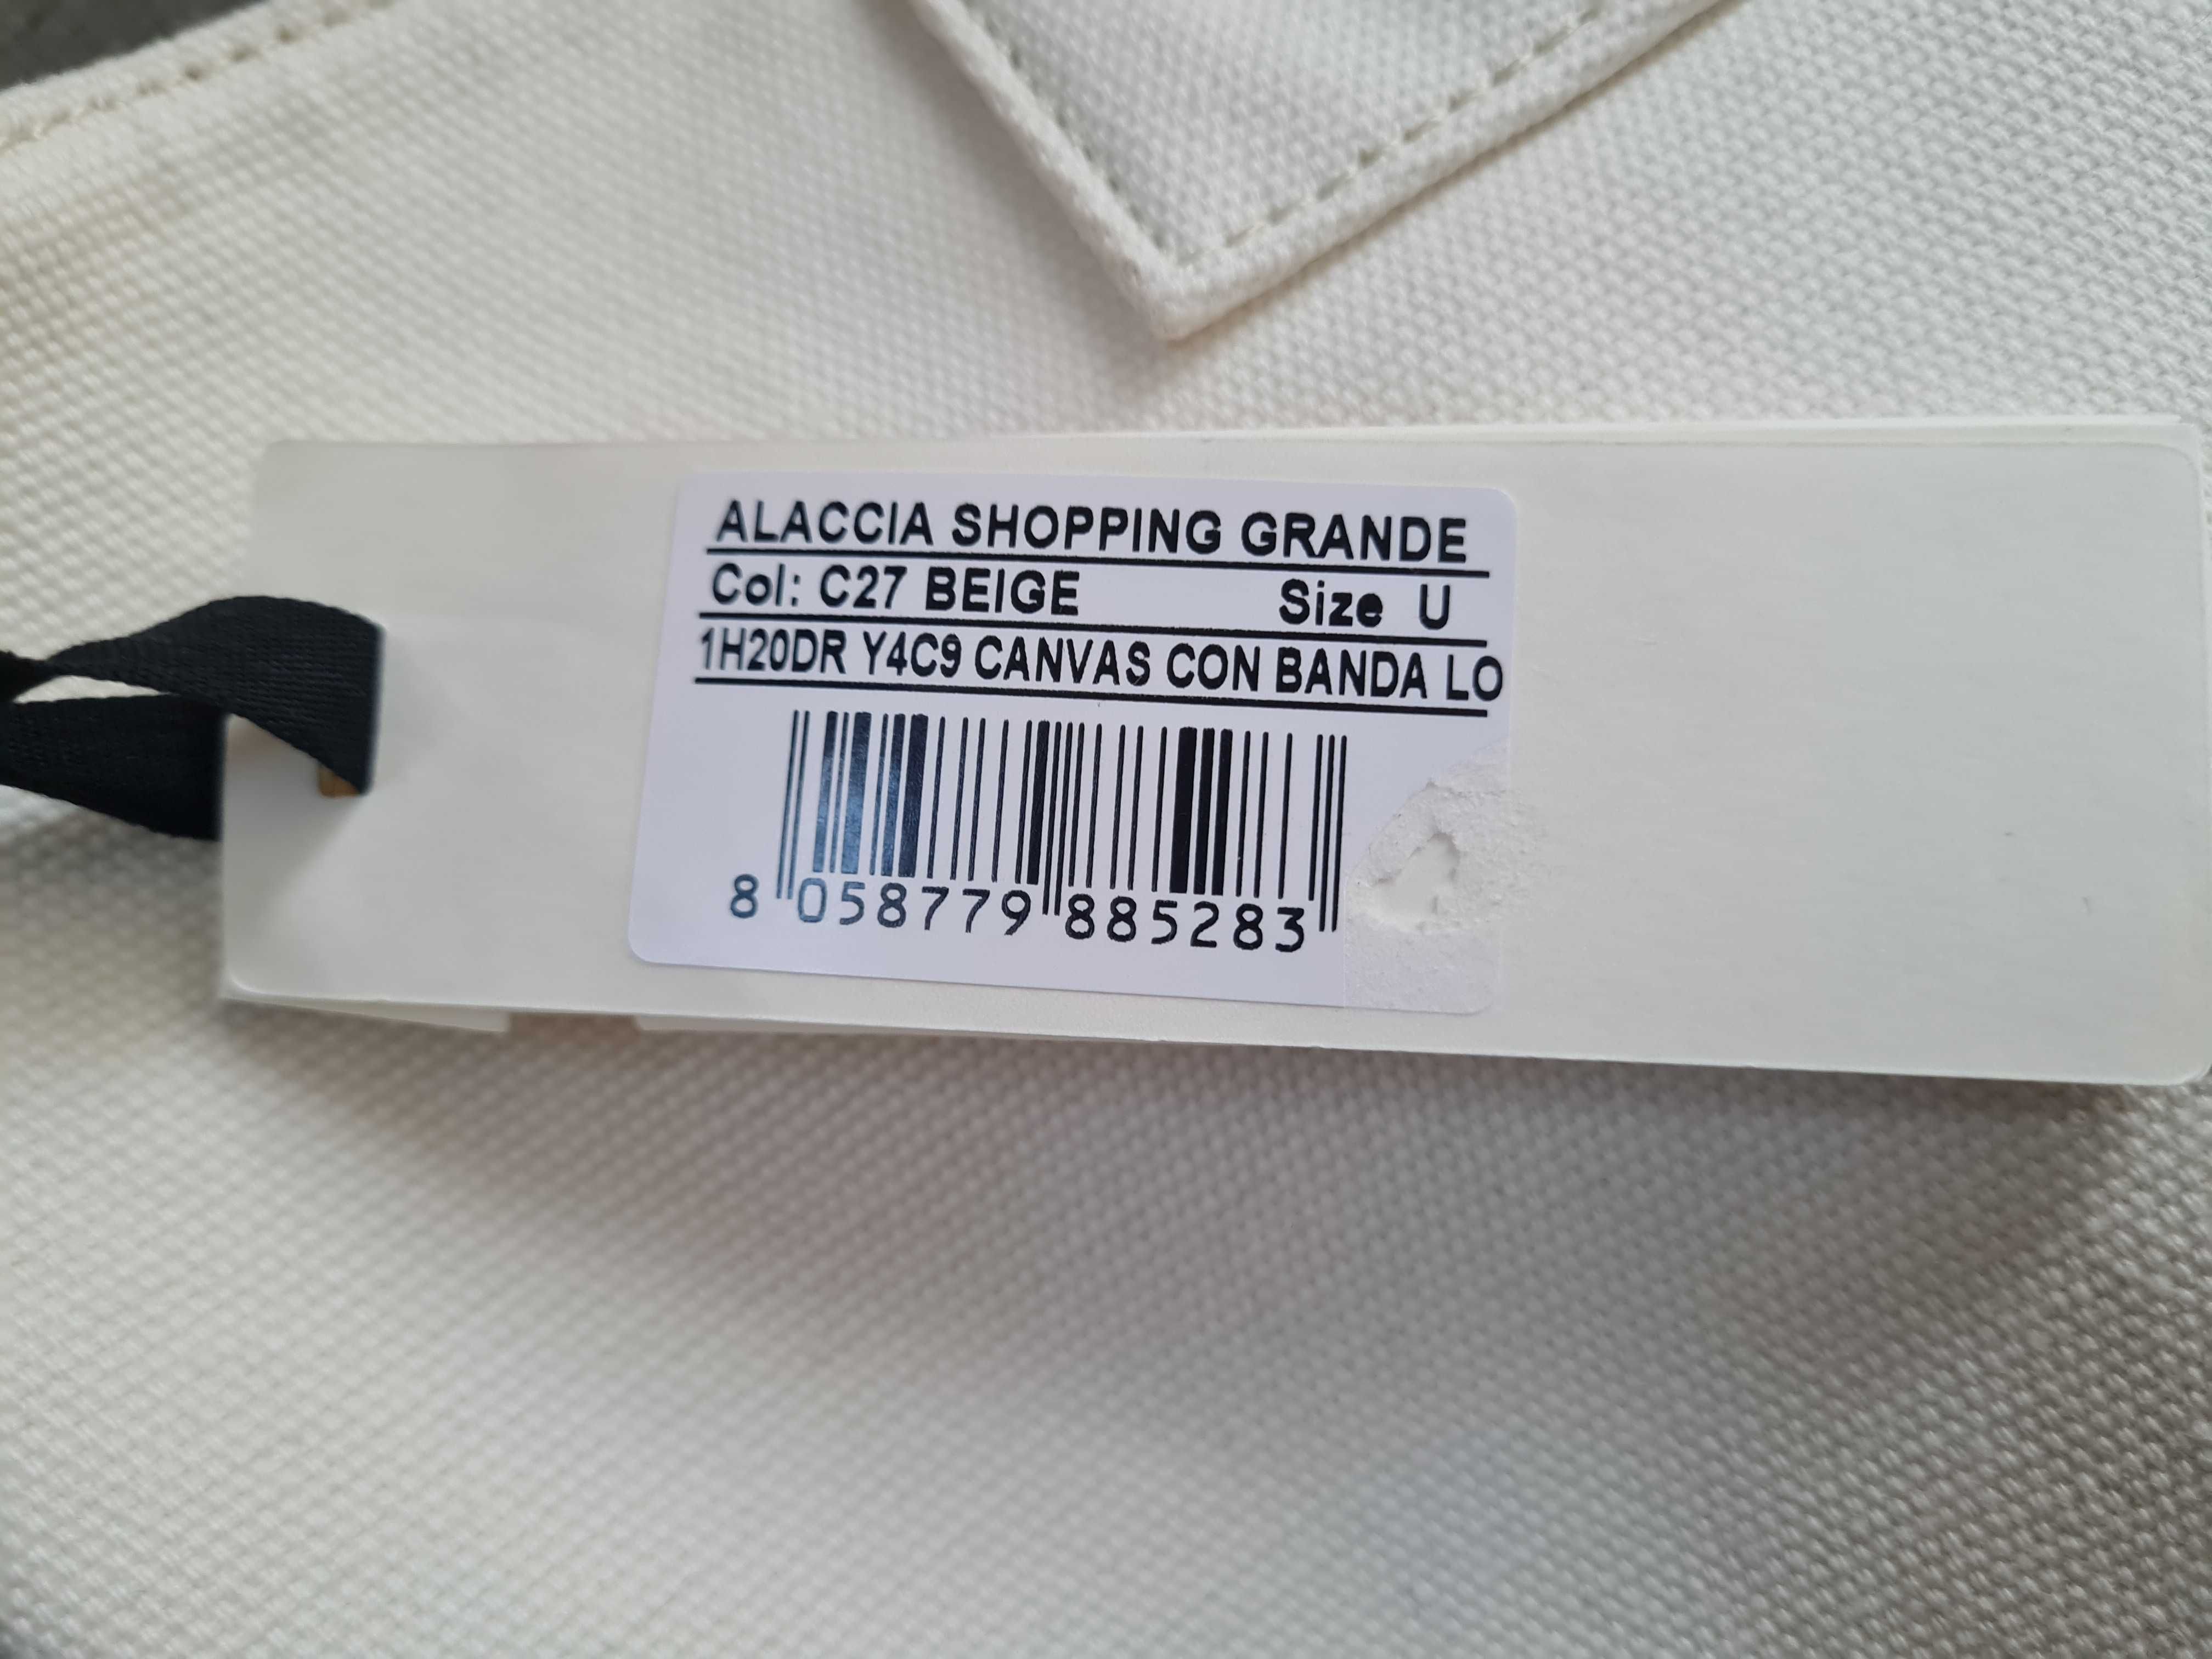 ALACCIA SHOPPING GRANDE
Col: C27 BEIGE Size U
1H20DR Y4C9 CANVAS CON BANDA LO
8 058779 885283